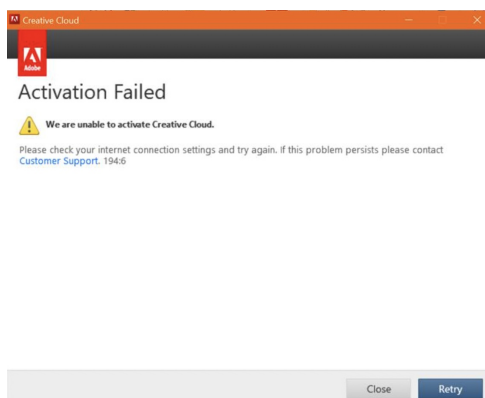 Creative Cloud
Adobe
Activation Failed
We are unable to activate Creative Cloud.
Please check your internet connection settings and try again. if this problem persists please contact
Customer Support. 194:6
Close Retry